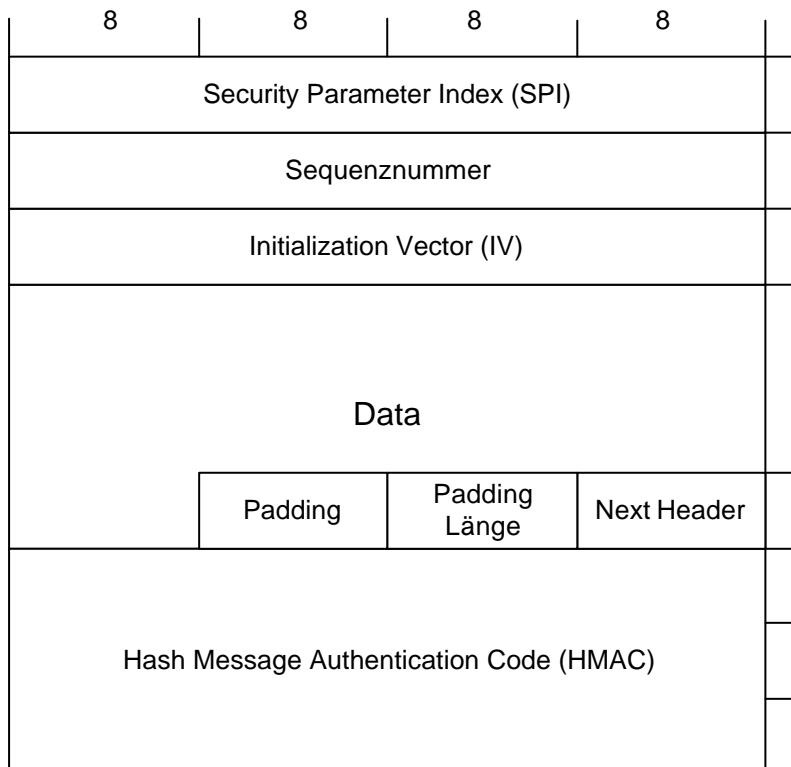 8 8 8 8
Security Parameter Index (SPI)
Sequenznummer
Initialization Vector (IV)
Data
Padding
Padding
Länge
Next Header
Hash Message Authentication Code (HMAC)